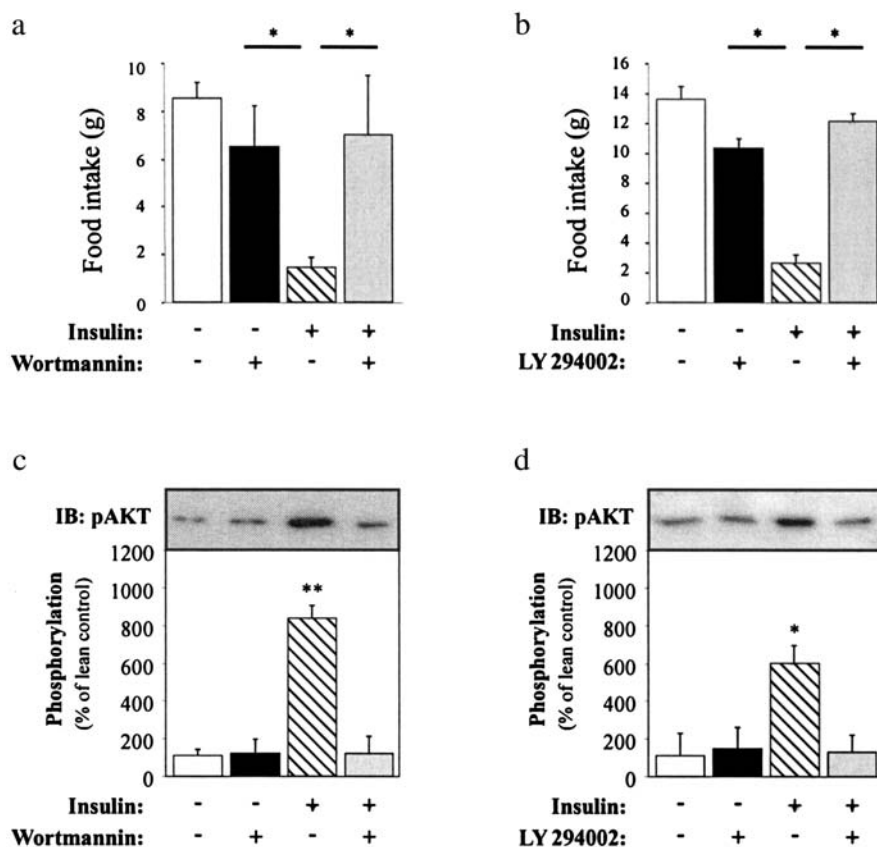 a
* *
Food intake (g)
10
8
6
4
2
0
Insulin: - - + +
Wortmannin: - + - +
b
* *
Food intake (g)
16
14
12
10
8
6
4
2
0
Insulin: - - + +
LY 294002: - + - +
c
IB: pAKT
Phosphorylation
(% of lean control)
1200
1000
800
600
400
200
0
**
Insulin: - - + +
Wortmannin: - + - +
d
IB: pAKT
Phosphorylation
(% of lean control)
1200
1000
800
600
400
200
0
*
Insulin: - - + +
LY 294002: - + - +